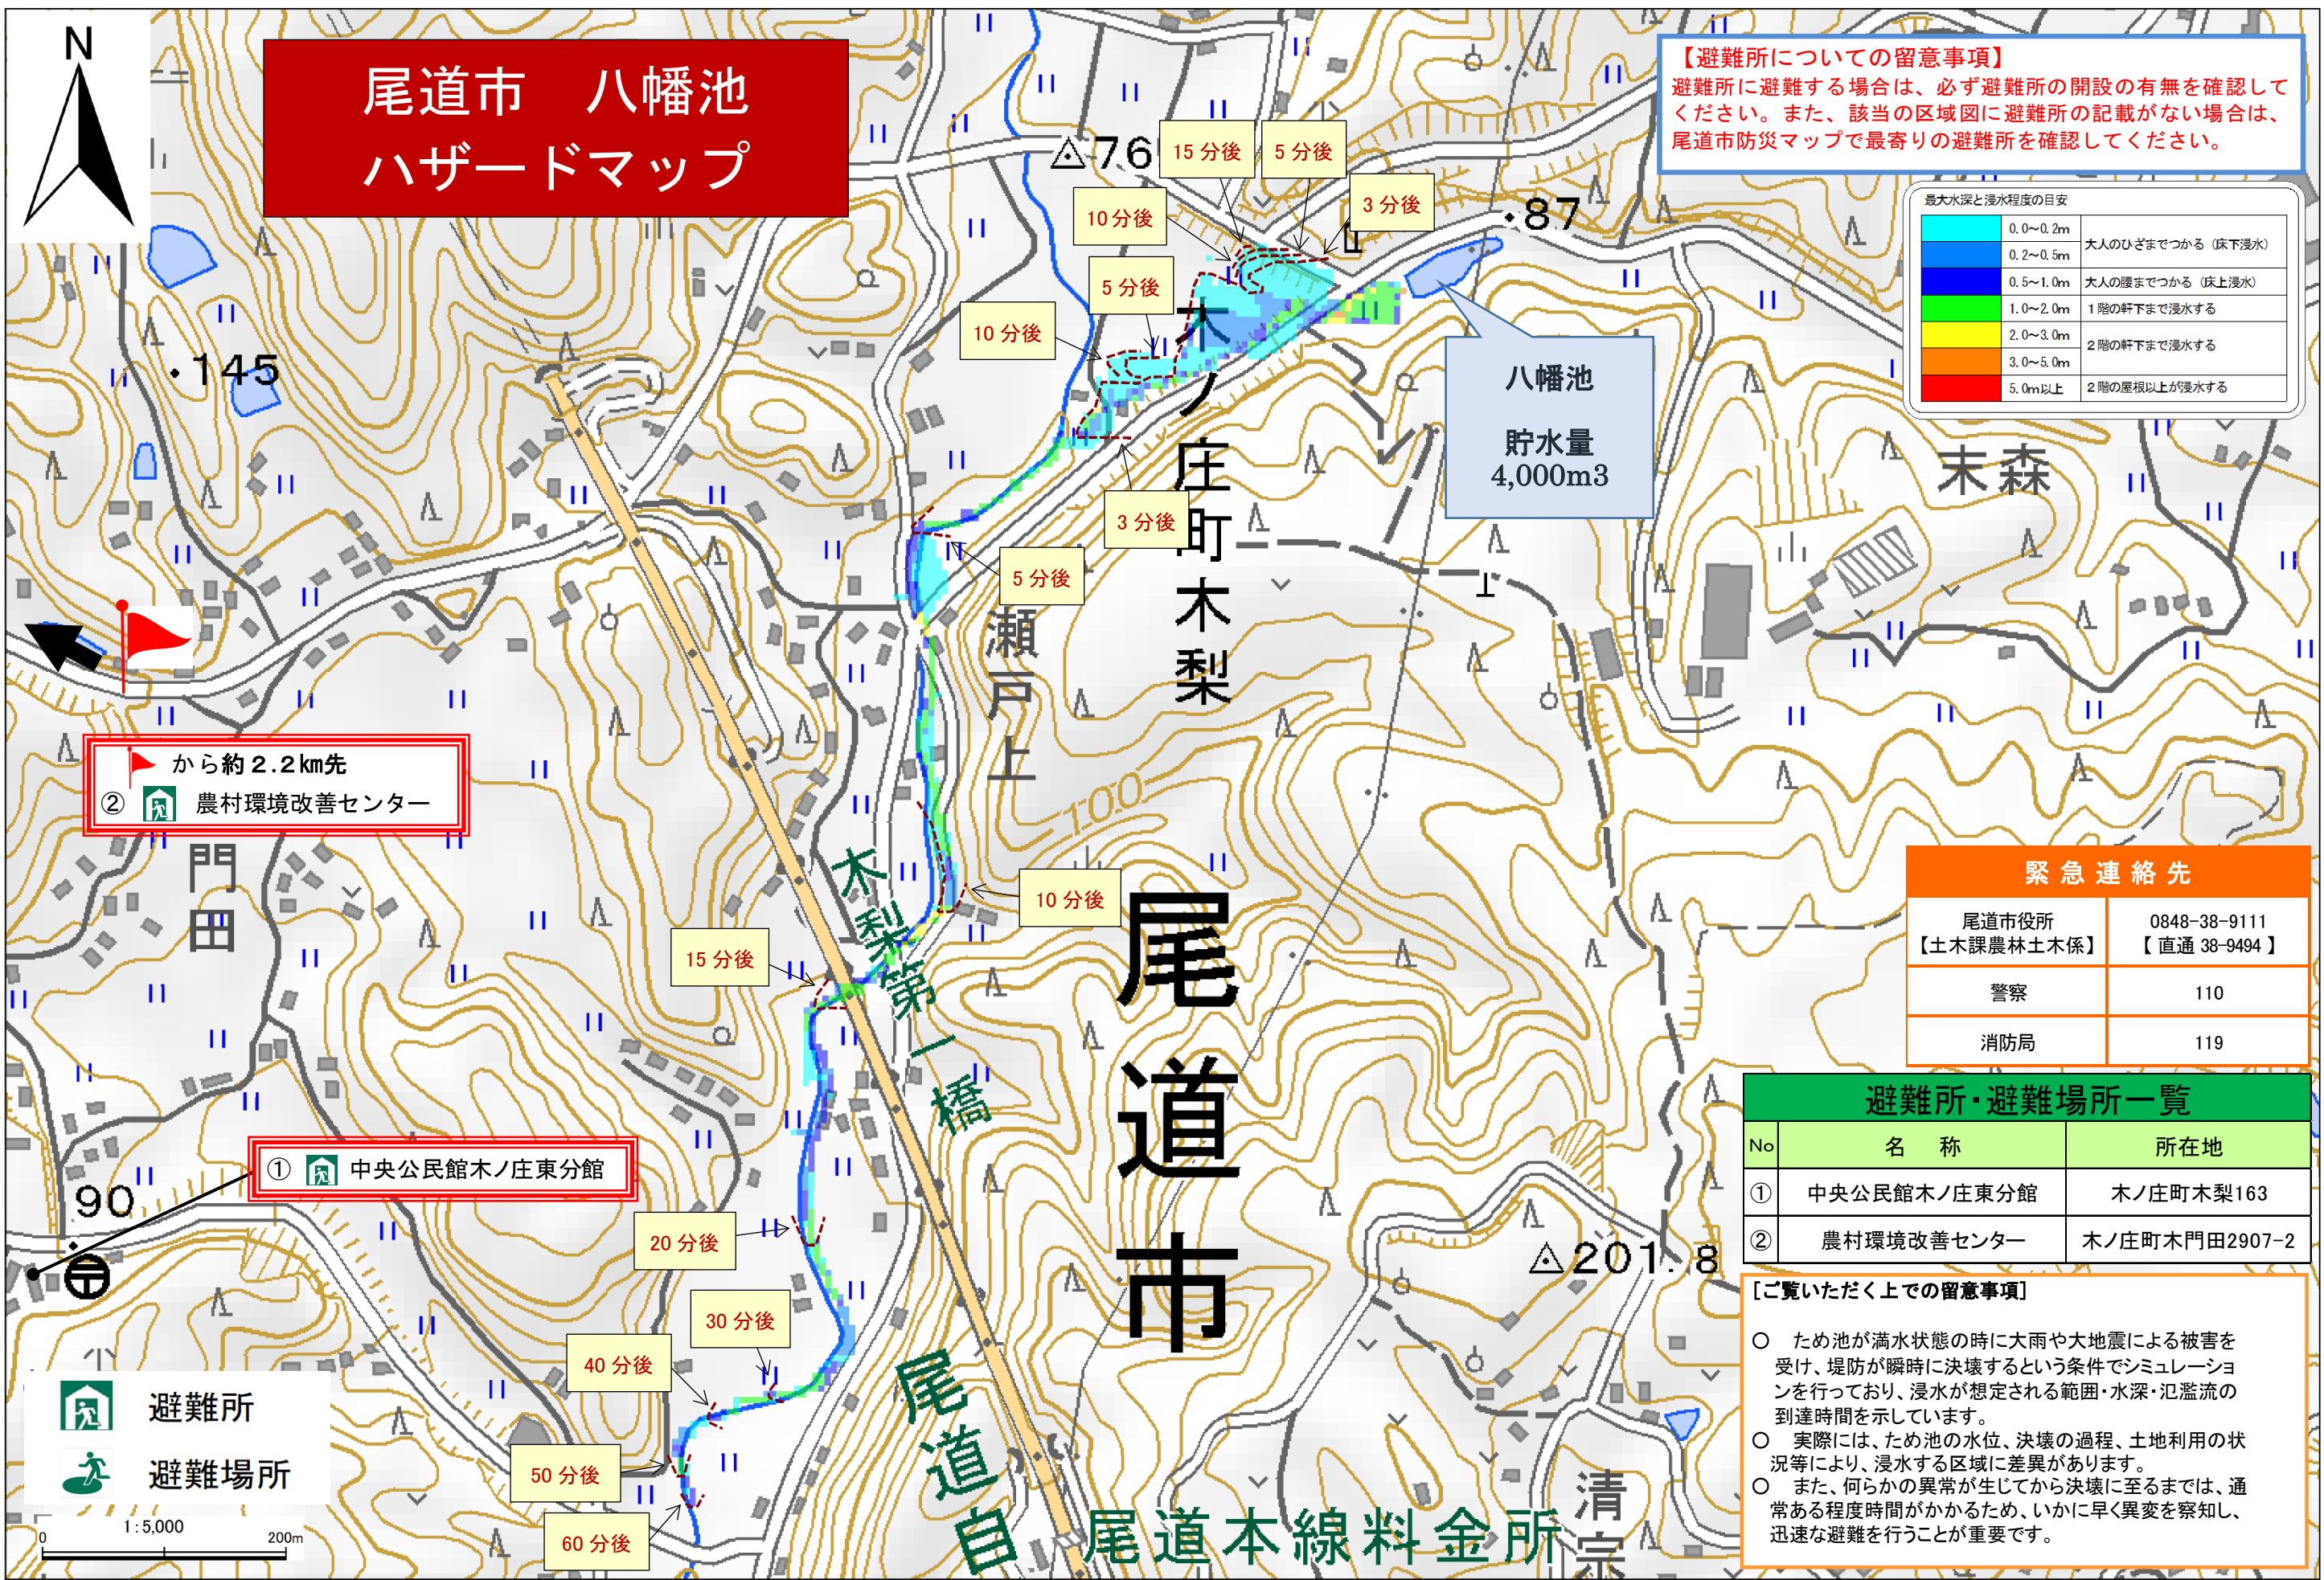 N
尾道市　八幡池
ハザードマップ
【避難所についての留意事項】
避難所に避難する場合は、必ず避難所の開設の有無を確認して
ください。また、該当の区域図に避難所の記載がない場合は、
尾道市防災マップで最寄りの避難所を確認してください。
最大水深と浸水程度の目安
0.0～0.2m
大人のひざまでつかる（床下浸水）
0.2～0.5m
0.5～1.0m 大人の腰までつかる（床上浸水）
1.0～2.0m 1階の軒下まで浸水する
2.0～3.0m
2階の軒下まで浸水する
3.0～5.0m
5.0m以上 2階の屋根以上が浸水する
76
15分後
5分後
10分後
3分後
87
5分後
10分後
145
八幡池
貯水量
4,000m3
3分後
5分後
木ノ庄町木梨
末森
瀬戸上
から約2.2km先
② 農村環境改善センター
門田
100
10分後
木梨第一橋
15分後
尾道市
緊急連絡先
尾道市役所
【土木課農林土木係】
0848-38-9111
【 直通 38-9494 】
警察 110
消防局 119
避難所・避難場所一覧
No 名　称 所在地
① 中央公民館木ノ庄東分館 木ノ庄町木梨163
② 農村環境改善センター 木ノ庄町木門田2907-2
① 中央公民館木ノ庄東分館
90
20分後
201.8
30分後
40分後
50分後
60分後
尾道自
尾道本線料金所
清宗
避難所
避難場所
1:5,000
0 200m
[ご覧いただく上での留意事項]
○　ため池が満水状態の時に大雨や大地震による被害を
受け、堤防が瞬時に決壊するという条件でシミュレーショ
ンを行っており、浸水が想定される範囲・水深・氾濫流の
到達時間を示しています。
○　実際には、ため池の水位、決壊の過程、土地利用の状
況等により、浸水する区域に差異があります。
○　また、何らかの異常が生じてから決壊に至るまでは、通
常ある程度時間がかかるため、いかに早く異変を察知し、
迅速な避難を行うことが重要です。